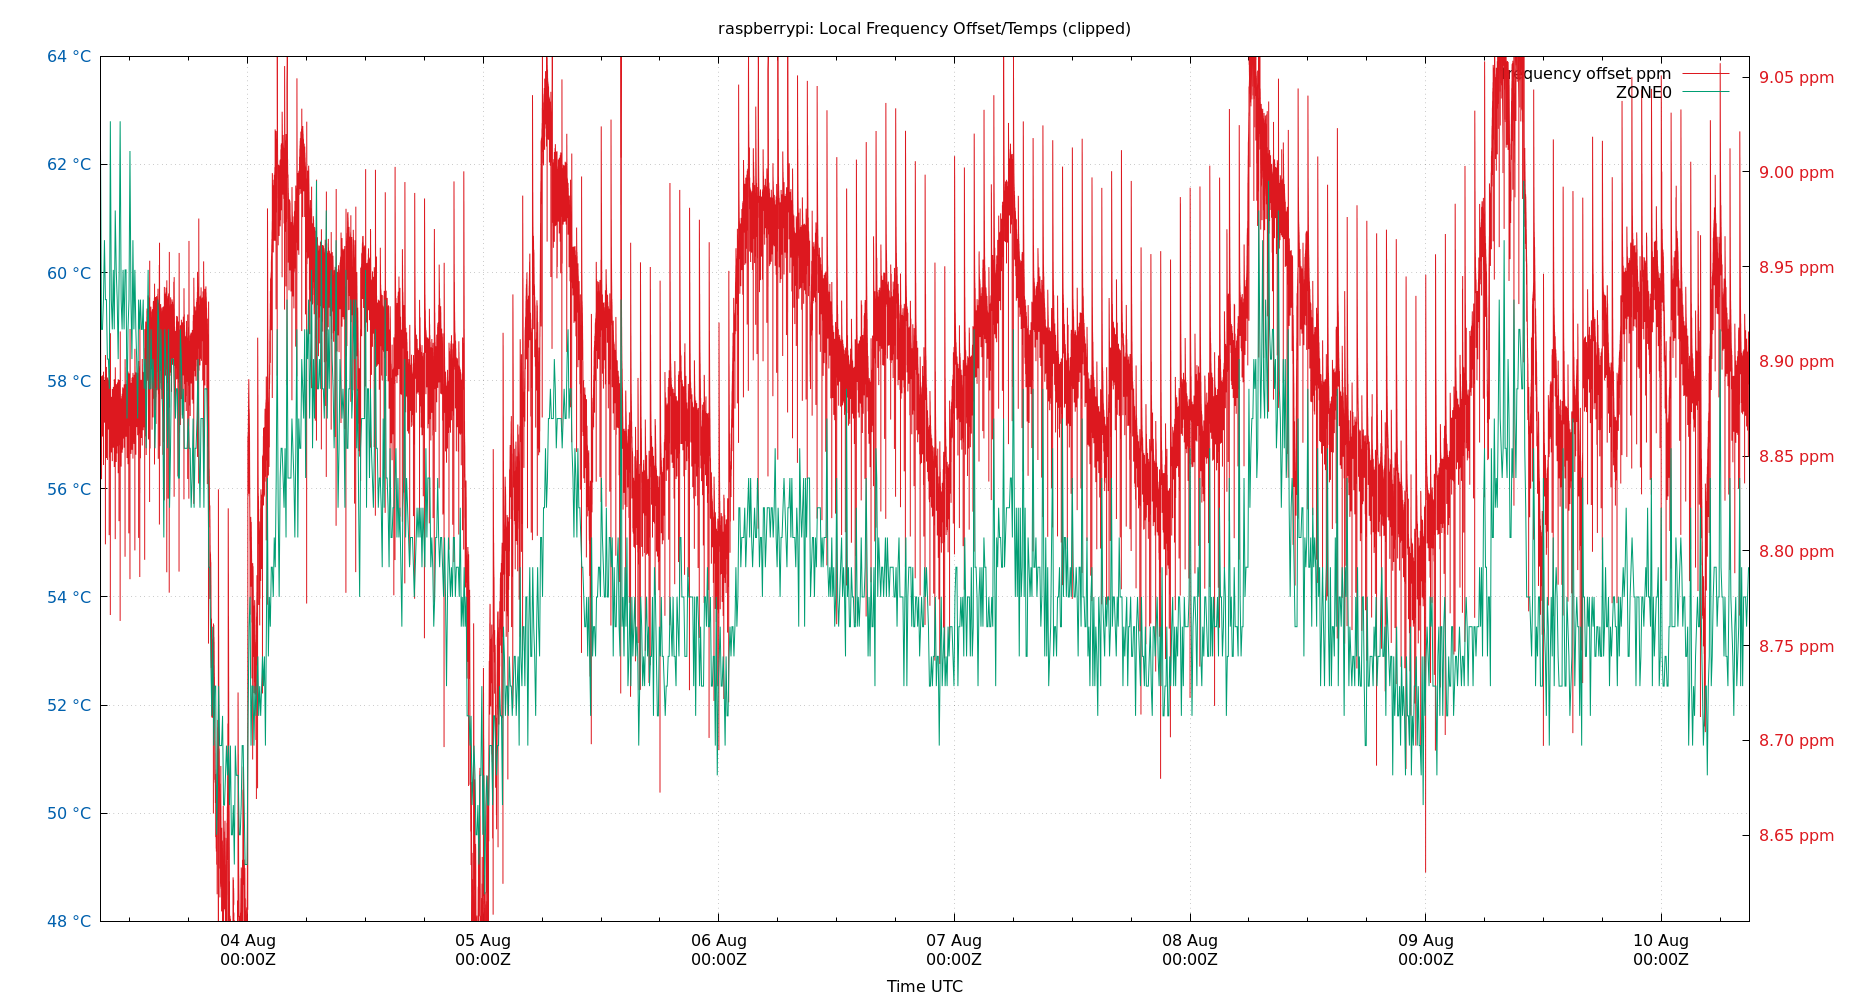 raspberrypi: Local Frequency Offset/Temps (clipped)
64 °C
62 °C
60 °C
58 °C
56 °C
54 °C
52 °C
50 °C
48 °C
frequency offset ppm
ZONE0
9.05 ppm
9.00 ppm
8.95 ppm
8.90 ppm
8.85 ppm
8.80 ppm
8.75 ppm
8.70 ppm
8.65 ppm
04 Aug 05 Aug 06 Aug 07 Aug 08 Aug 09 Aug 10 Aug
00:00Z 00:00Z 00:00Z 00:00Z 00:00Z 00:00Z 00:00Z
Time UTC